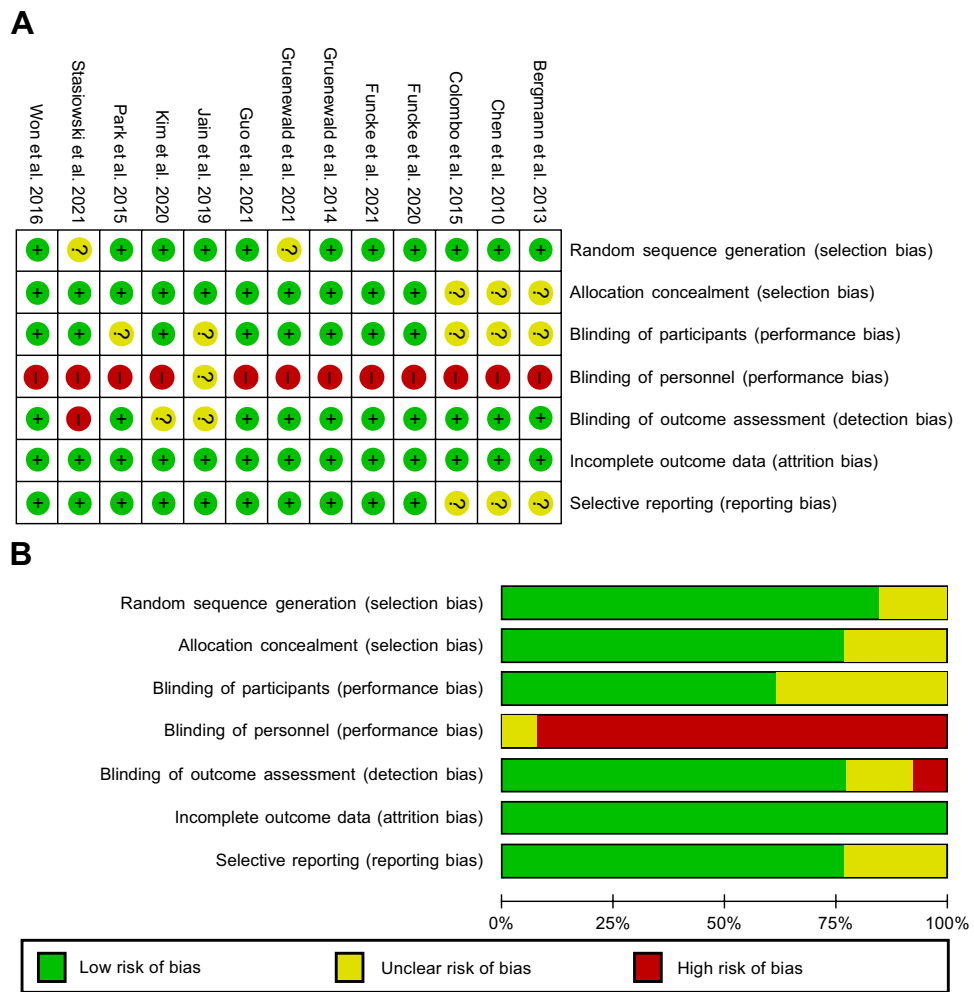 A
Won et al. 2016
Stasiowski et al. 2021
Park et al. 2015
Kim et al. 2020
Jain et al. 2019
Guo et al. 2021
Gruenewald et al. 2021
Gruenewald et al. 2014
Funcke et al. 2021
Funcke et al. 2020
Colombo et al. 2015
Chen et al. 2010
Bergmann et al. 2013
+ ? + + + + ? + + + + + + Random sequence generation (selection bias)
+ + + + + + + + + + ? ? ? Allocation concealment (selection bias)
+ + ? + ? + + + + + ? ? ? Blinding of participants (performance bias)
– – – – ? – – – – – – – – Blinding of personnel (performance bias)
+ – + ? ? + + + + + + + + Blinding of outcome assessment (detection bias)
+ + + + + + + + + + + + + Incomplete outcome data (attrition bias)
+ + + + + + + + + + ? ? ? Selective reporting (reporting bias)
B
Random sequence generation (selection bias)
Allocation concealment (selection bias)
Blinding of participants (performance bias)
Blinding of personnel (performance bias)
Blinding of outcome assessment (detection bias)
Incomplete outcome data (attrition bias)
Selective reporting (reporting bias)
0% 25% 50% 75% 100%
Low risk of bias Unclear risk of bias High risk of bias